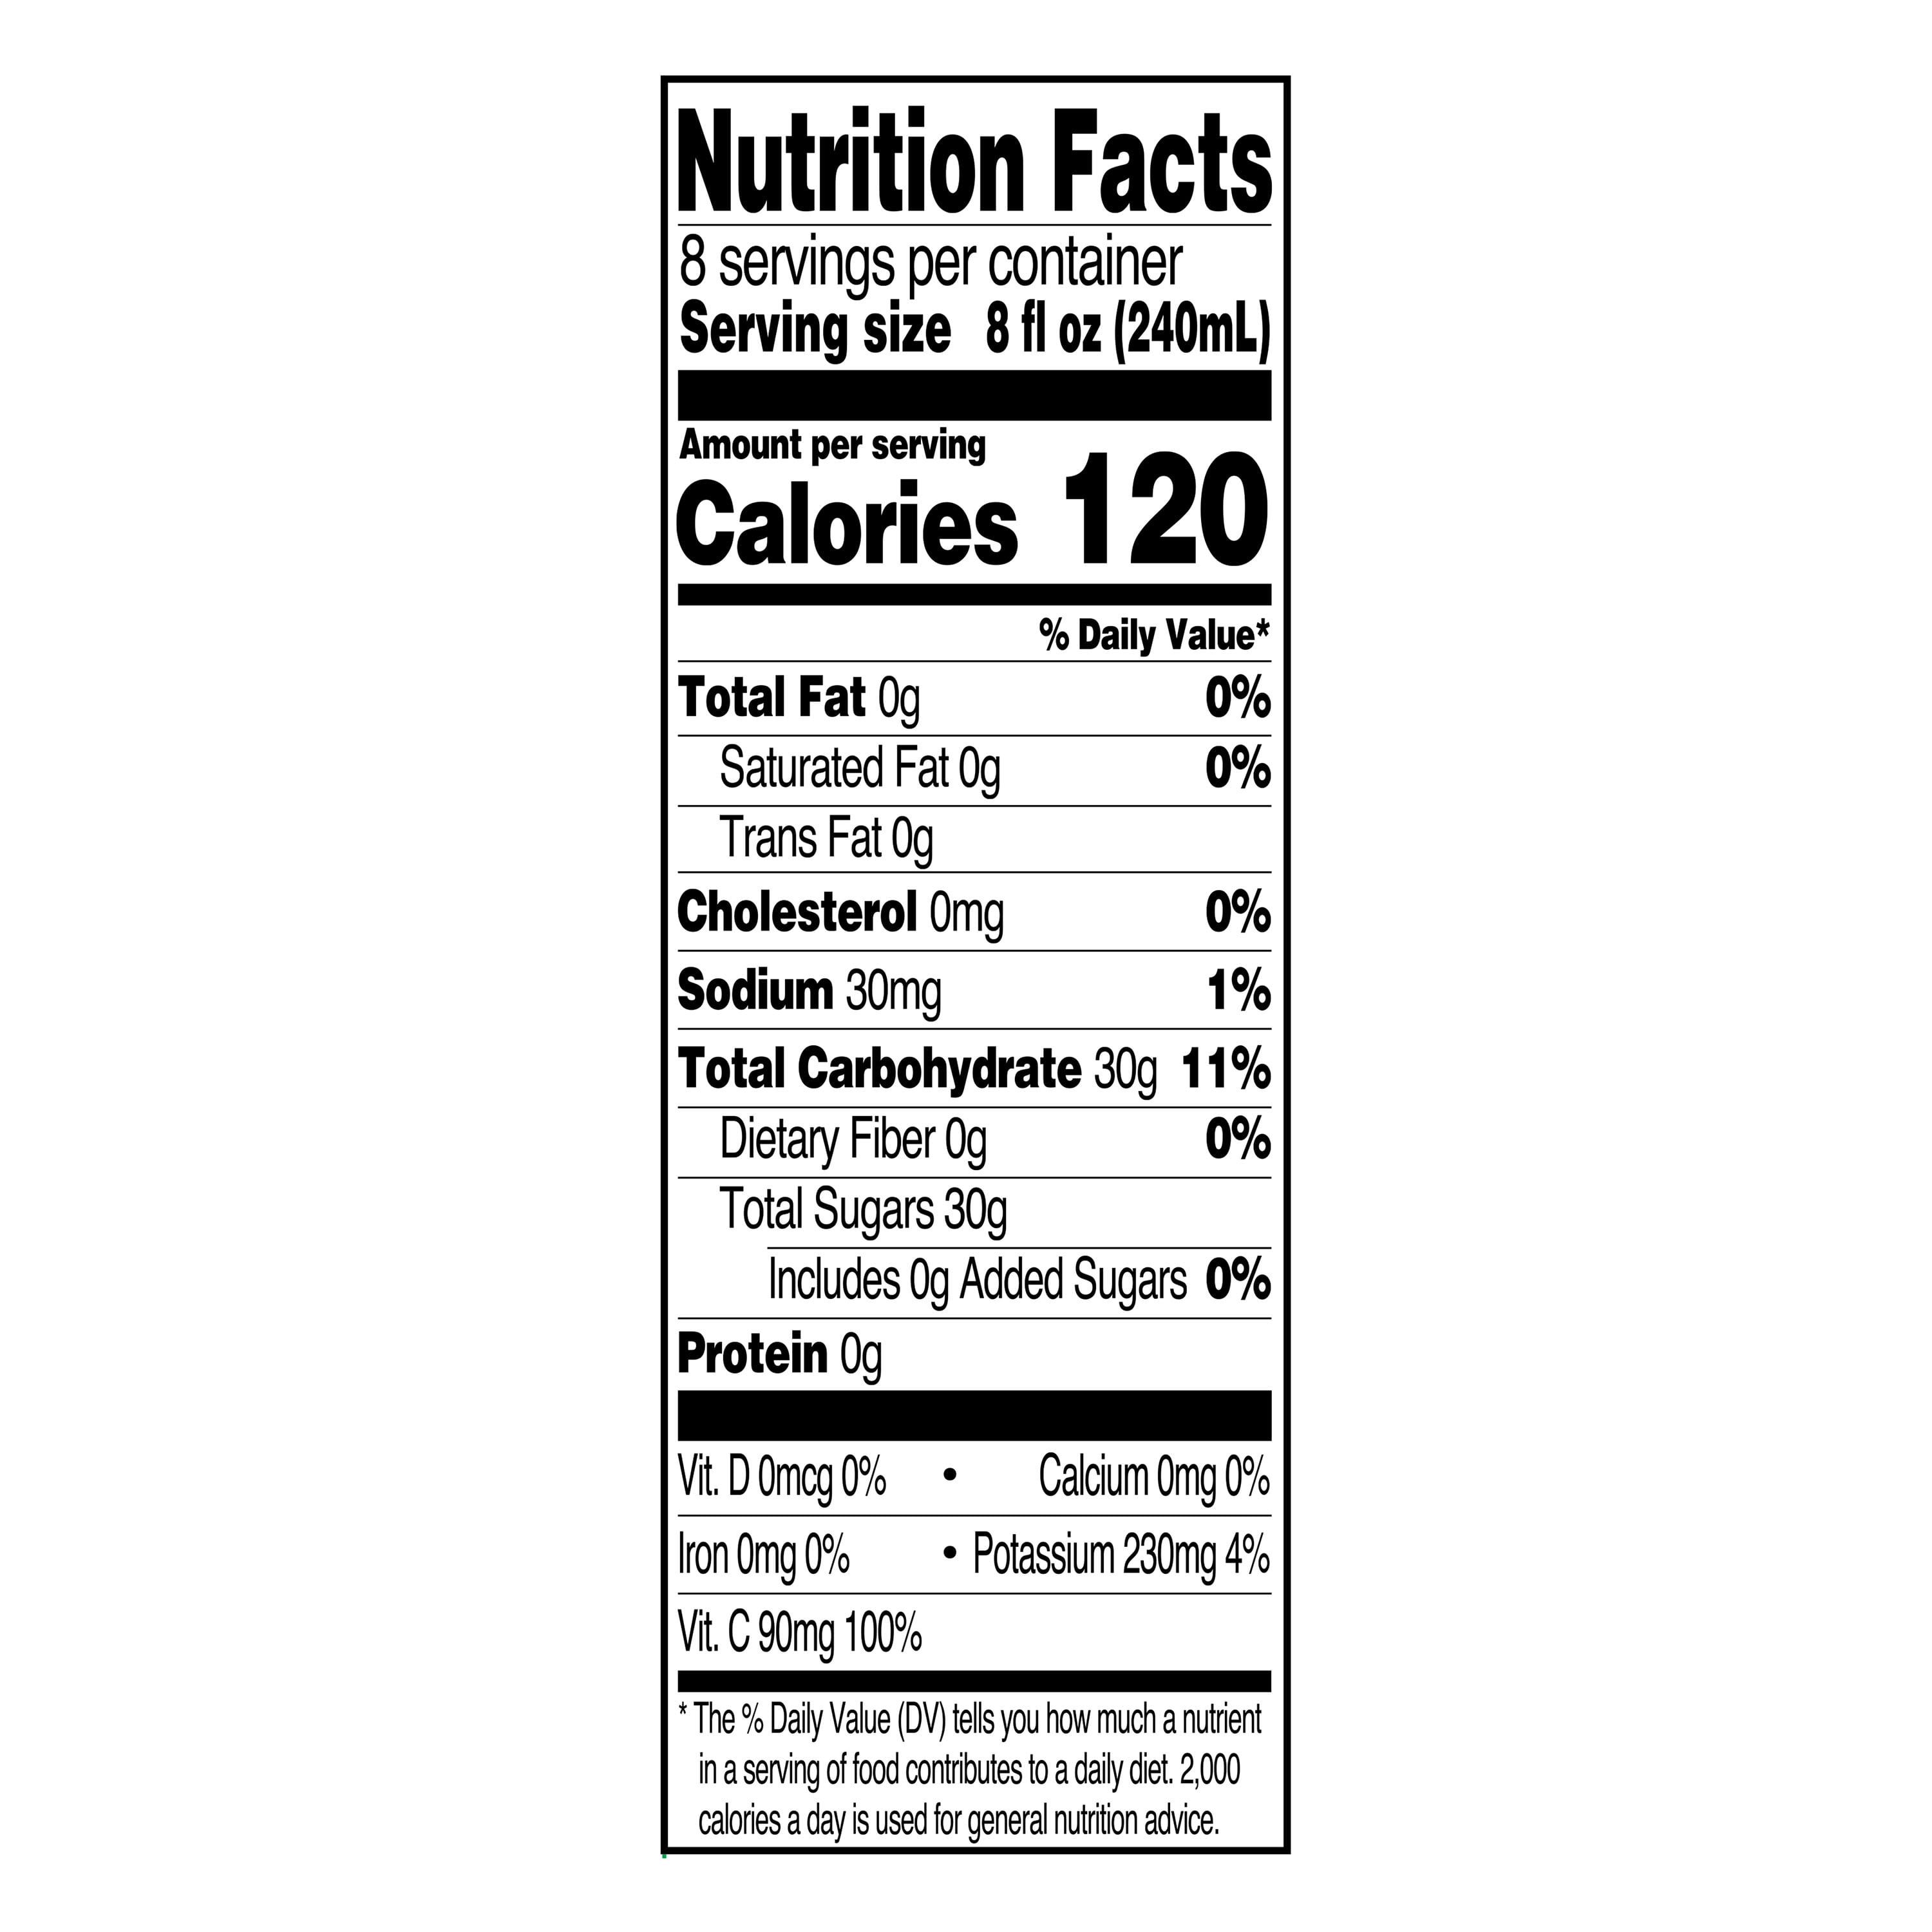 Nutrition Facts
8 servings per container
Serving size 8 fl oz (240mL)
Amount per serving
Calories 120
% Daily Value*
Total Fat 0g 0%
Saturated Fat 0g 0%
Trans Fat 0g
Cholesterol 0mg 0%
Sodium 30mg 1%
Total Carbohydrate 30g 11%
Dietary Fiber 0g 0%
Total Sugars 30g
Includes 0g Added Sugars 0%
Protein 0g
Vit. D 0mcg 0% • Calcium 0mg 0%
Iron 0mg 0% • Potassium 230mg 4%
Vit. C 90mg 100%
* The % Daily Value (DV) tells you how much a nutrient
in a serving of food contributes to a daily diet. 2,000
calories a day is used for general nutrition advice.